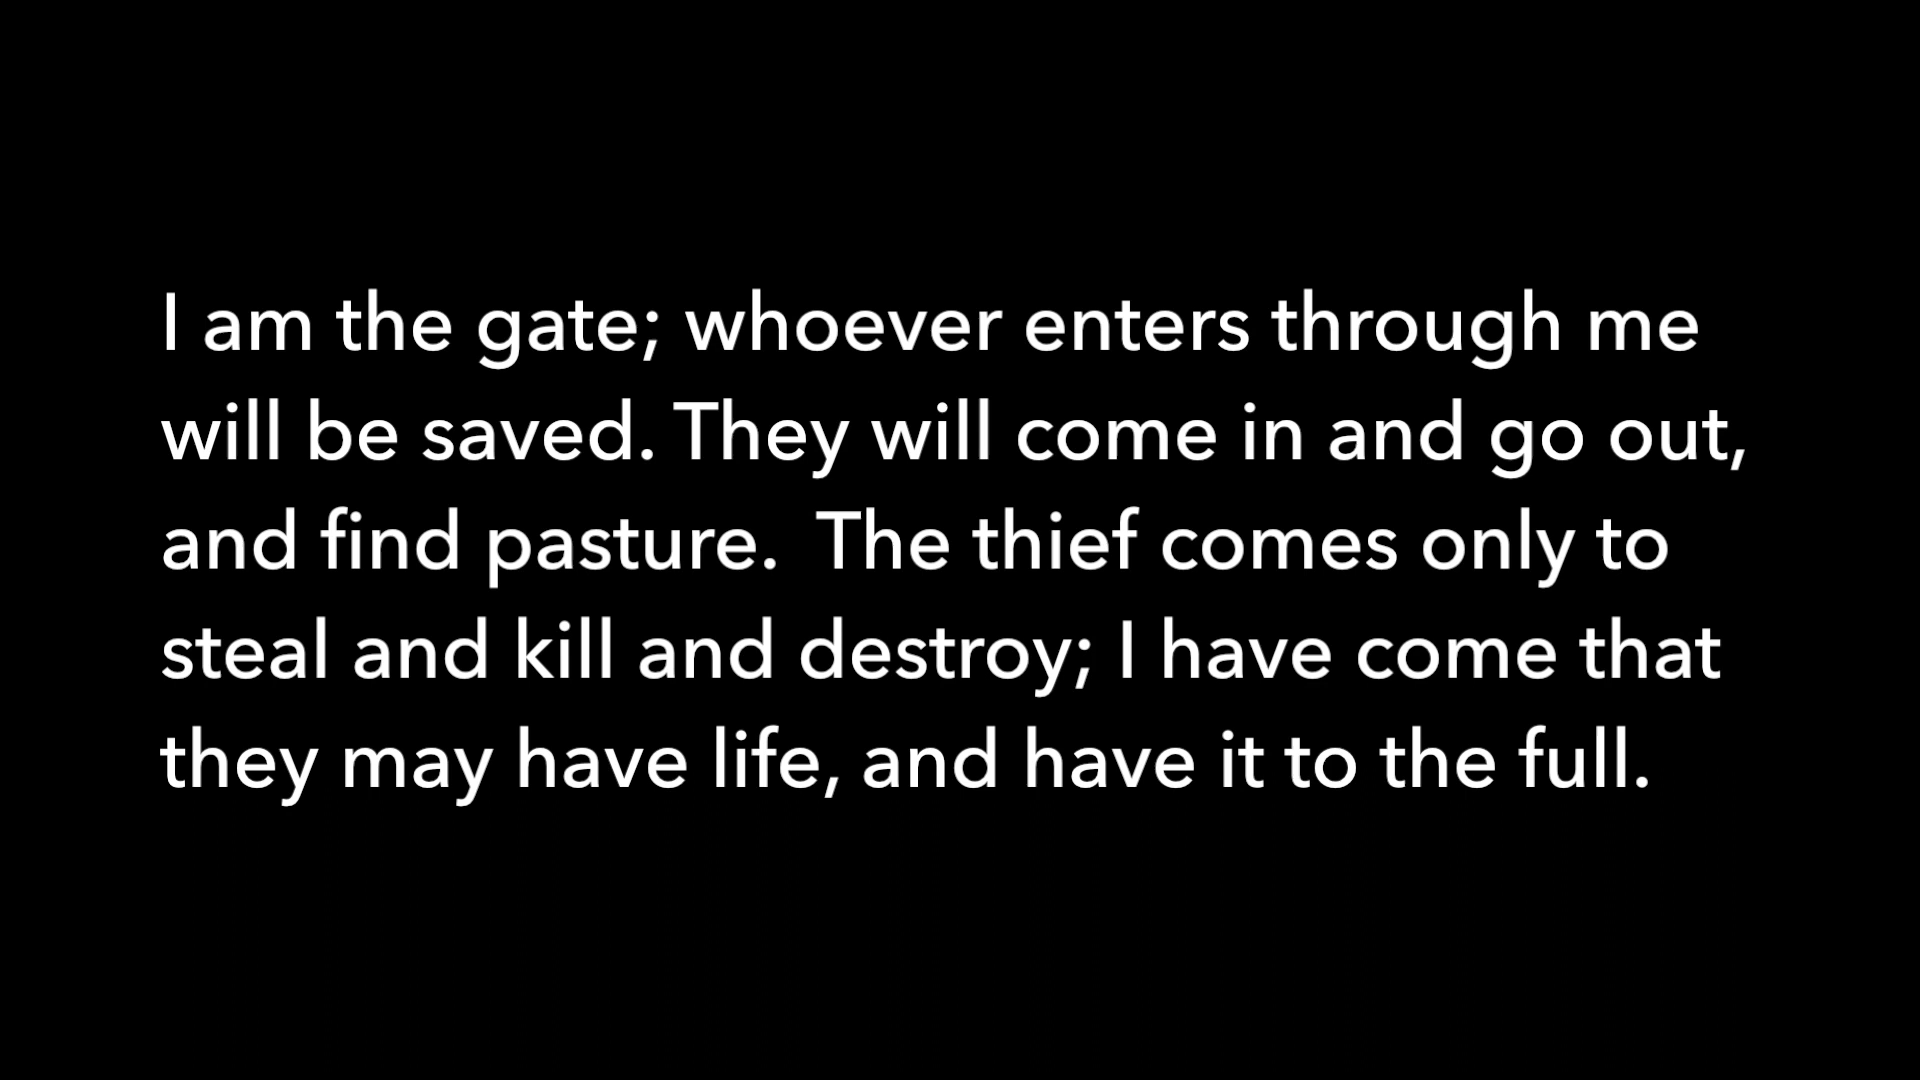 I am the gate; whoever enters through me
will be saved. They will come in and go out,
and find pasture.  The thief comes only to
steal and kill and destroy; I have come that
they may have life, and have it to the full.